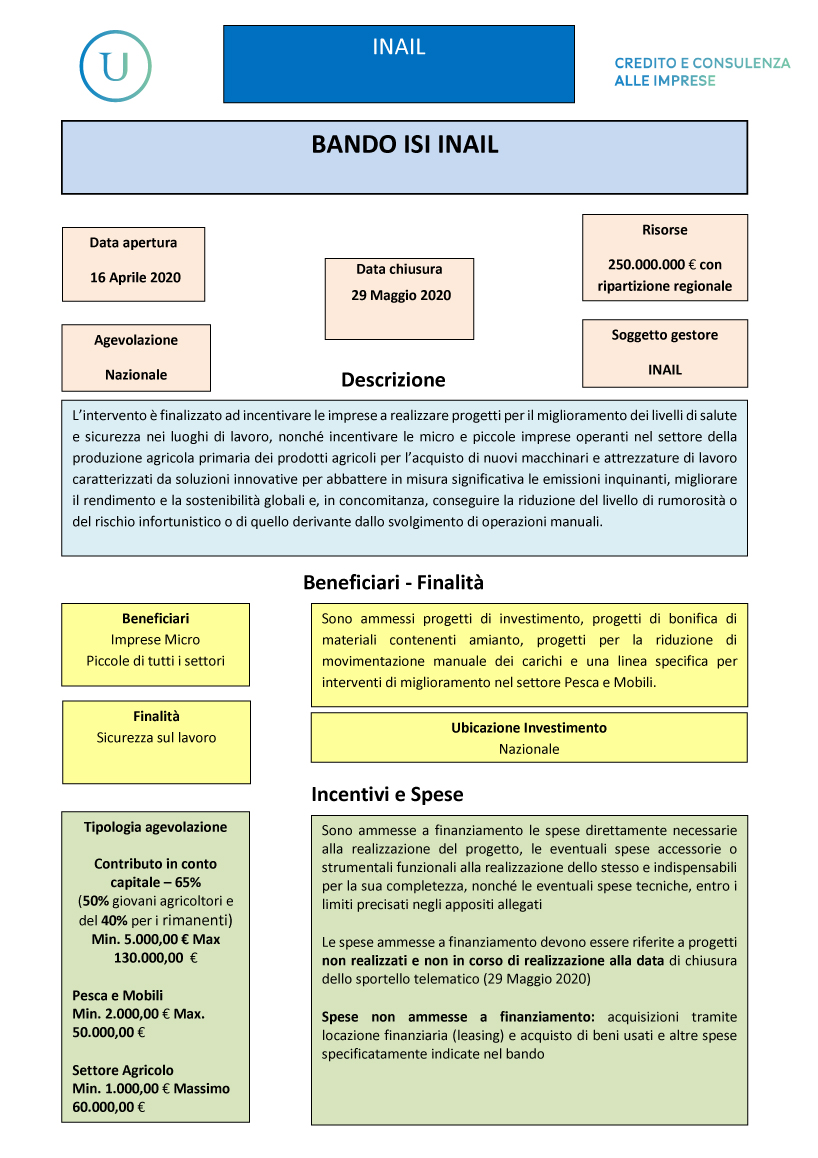 U
INAIL
CREDITO E CONSULENZA
ALLE IMPRESE
BANDO ISI INAIL
Data apertura
16 Aprile 2020
Data chiusura
29 Maggio 2020
Risorse
250.000.000 € con
ripartizione regionale
Agevolazione
Nazionale
Soggetto gestore
INAIL
Descrizione
L’intervento è finalizzato ad incentivare le imprese a realizzare progetti per il miglioramento dei livelli di salute
e sicurezza nei luoghi di lavoro, nonché incentivare le micro e piccole imprese operanti nel settore della
produzione agricola primaria dei prodotti agricoli per l’acquisto di nuovi macchinari e attrezzature di lavoro
caratterizzati da soluzioni innovative per abbattere in misura significativa le emissioni inquinanti, migliorare
il rendimento e la sostenibilità globali e, in concomitanza, conseguire la riduzione del livello di rumorosità o
del rischio infortunistico o di quello derivante dallo svolgimento di operazioni manuali.
Beneficiari - Finalità
Beneficiari
Imprese Micro
Piccole di tutti i settori
Sono ammessi progetti di investimento, progetti di bonifica di
materiali contenenti amianto, progetti per la riduzione di
movimentazione manuale dei carichi e una linea specifica per
interventi di miglioramento nel settore Pesca e Mobili.
Finalità
Sicurezza sul lavoro
Ubicazione Investimento
Nazionale
Incentivi e Spese
Tipologia agevolazione
Contributo in conto
capitale – 65%
(50% giovani agricoltori e
del 40% per i rimanenti)
Min. 5.000,00 € Max
130.000,00 €
Pesca e Mobili
Min. 2.000,00 € Max.
50.000,00 €
Settore Agricolo
Min. 1.000,00 € Massimo
60.000,00 €
Sono ammesse a finanziamento le spese direttamente necessarie
alla realizzazione del progetto, le eventuali spese accessorie o
strumentali funzionali alla realizzazione dello stesso e indispensabili
per la sua completezza, nonché le eventuali spese tecniche, entro i
limiti precisati negli appositi allegati
Le spese ammesse a finanziamento devono essere riferite a progetti
non realizzati e non in corso di realizzazione alla data di chiusura
dello sportello telematico (29 Maggio 2020)
Spese non ammesse a finanziamento: acquisizioni tramite
locazione finanziaria (leasing) e acquisto di beni usati e altre spese
specificatamente indicate nel bando